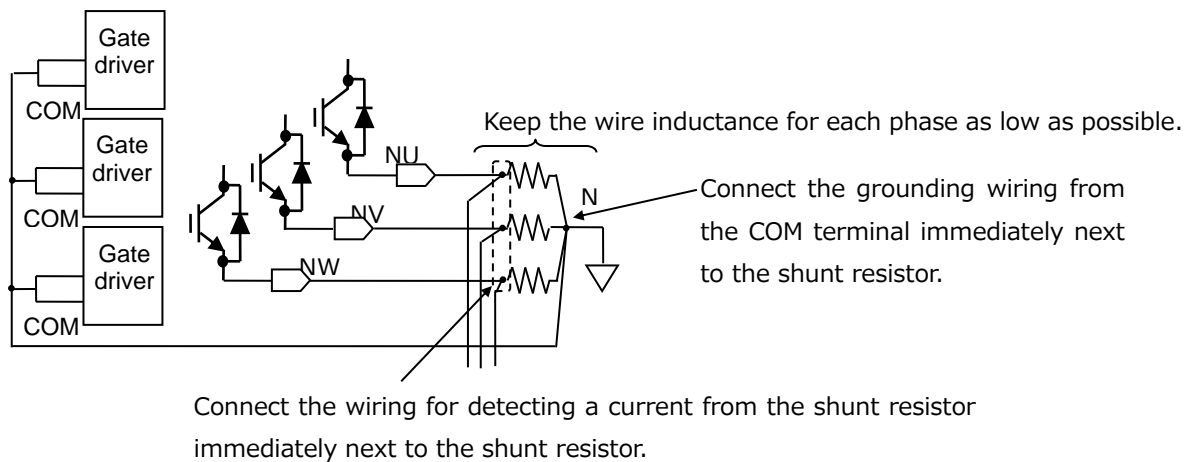 Gate
driver
COM
Gate
driver
COM
Gate
driver
COM
NU
NV
NW
Keep the wire inductance for each phase as low as possible.
N
Connect the grounding wiring from
the COM terminal immediately next
to the shunt resistor.
Connect the wiring for detecting a current from the shunt resistor
immediately next to the shunt resistor.